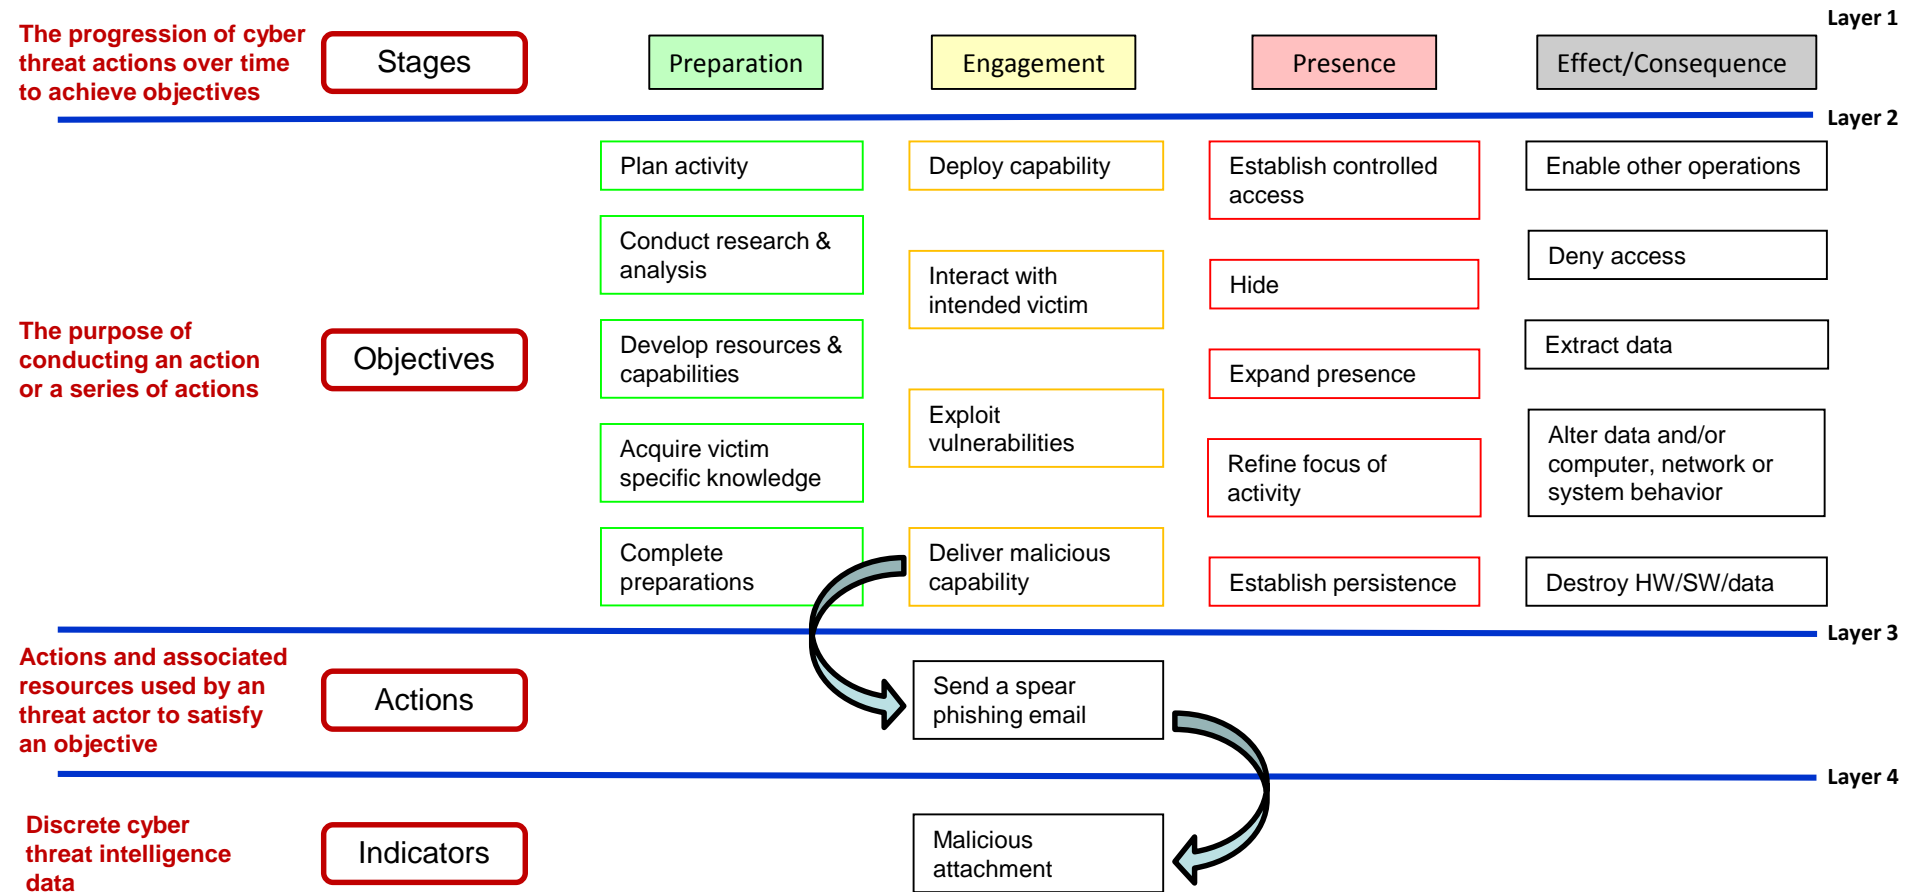 Layer 1
The progression of cyber
threat actions over time
to achieve objectives
Stages
Preparation
Engagement
Presence
Effect/Consequence
Layer 2
The purpose of
conducting an action
or a series of actions
Objectives
Plan activity
Conduct research &
analysis
Develop resources &
capabilities
Acquire victim
specific knowledge
Complete
preparations
Deploy capability
Interact with
intended victim
Exploit
vulnerabilities
Deliver malicious
capability
Establish controlled
access
Hide
Expand presence
Refine focus of
activity
Establish persistence
Enable other operations
Deny access
Extract data
Alter data and/or
computer, network or
system behavior
Destroy HW/SW/data
Layer 3
Actions and associated
resources used by an
threat actor to satisfy
an objective
Actions
Send a spear
phishing email
Layer 4
Discrete cyber
threat intelligence
data
Indicators
Malicious
attachment